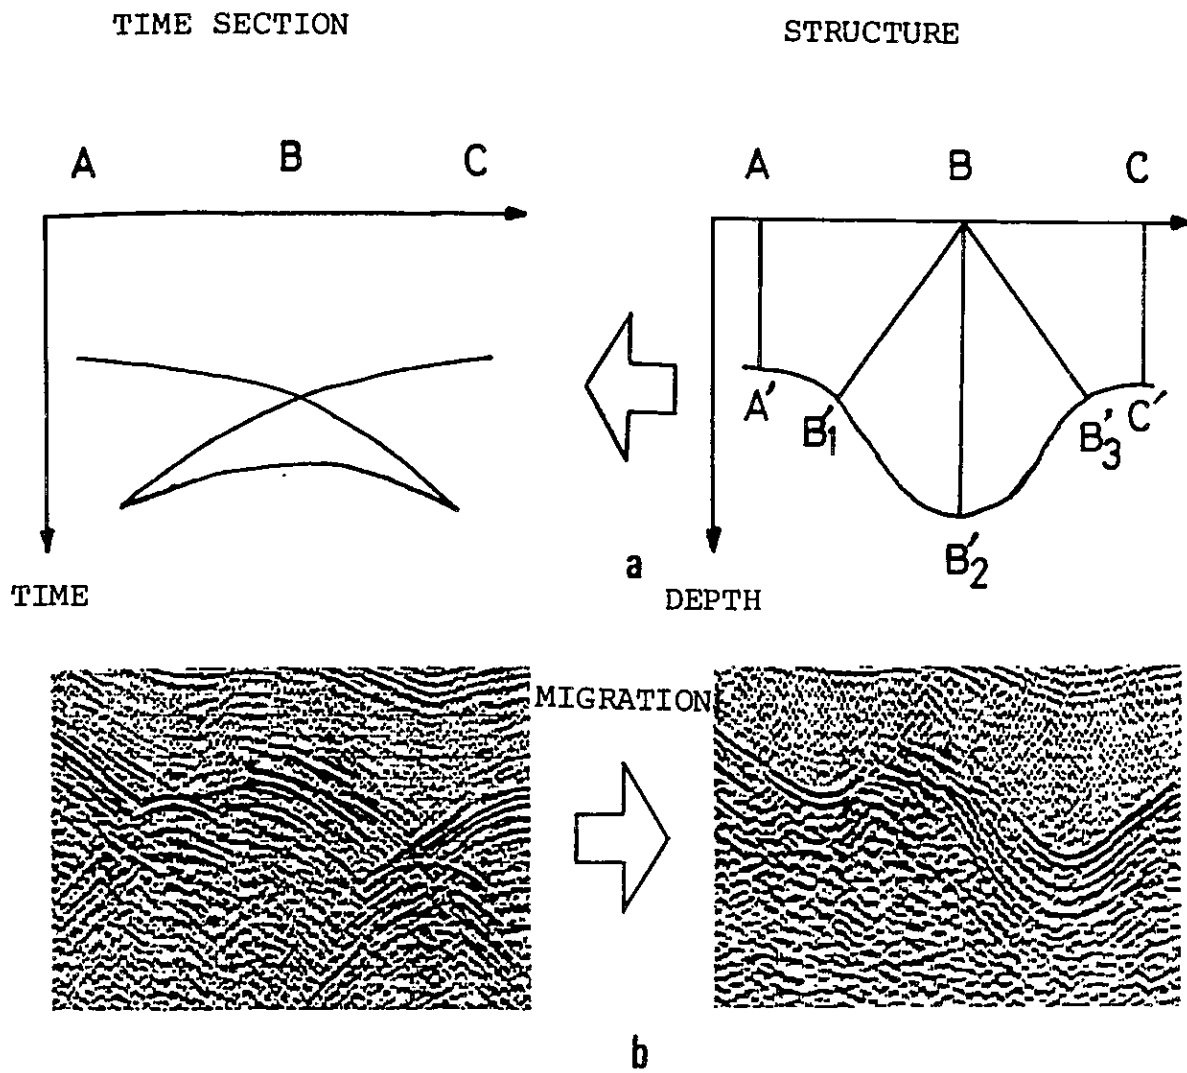 TIME SECTION
STRUCTURE
A B C
A B C
A' B'1 B'2 B'3 C'
a
TIME
DEPTH
MIGRATION
b